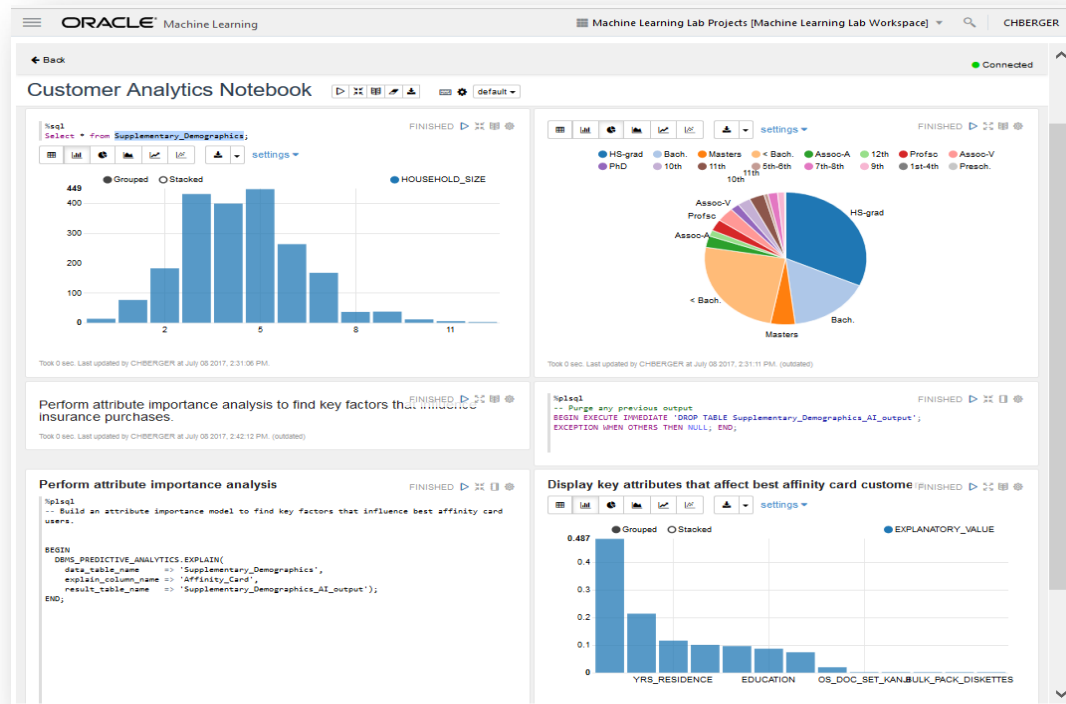 ORACLE Machine Learning
Machine Learning Lab Projects [Machine Learning Lab Workspace]
CHBERGER
Back
Connected
Customer Analytics Notebook
default
%sql
Select * from Supplementary_Demographics;
FINISHED
settings
Grouped Stacked
HOUSEHOLD_SIZE
449
400
300
200
100
0
2 5 8 11
Took 0 sec. Last updated by CHBERGER at July 08 2017, 2:31:06 PM.
FINISHED
settings
HS-grad Bach. Masters < Bach. Assoc-A 12th Profsc Assoc-V
PhD 10th 11th 5th-6th 7th-8th 9th 1st-4th Presch.
11th
10th
Assoc-V
Profsc
Assoc-A
HS-grad
< Bach.
Bach.
Masters
Took 0 sec. Last updated by CHBERGER at July 08 2017, 2:31:11 PM. (outdated)
Perform attribute importance analysis to find key factors that influence
insurance purchases.
FINISHED
Took 0 sec. Last updated by CHBERGER at July 08 2017, 2:42:12 PM. (outdated)
%plsql
-- Purge any previous output
BEGIN EXECUTE IMMEDIATE 'DROP TABLE Supplementary_Demographics_AI_output';
EXCEPTION WHEN OTHERS THEN NULL; END;
FINISHED
Perform attribute importance analysis
FINISHED
%plsql
-- Build an attribute importance model to find key factors that influence best affinity card
users.
BEGIN
DBMS_PREDICTIVE_ANALYTICS.EXPLAIN(
data_table_name => 'Supplementary_Demographics',
explain_column_name => 'Affinity_Card',
result_table_name => 'Supplementary_Demographics_AI_output');
END;
Display key attributes that affect best affinity card custome
FINISHED
settings
Grouped Stacked
EXPLANATORY_VALUE
0.487
0.4
0.3
0.2
0.1
0
YRS_RESIDENCE EDUCATION OS_DOC_SET_KANJI BULK_PACK_DISKETTES